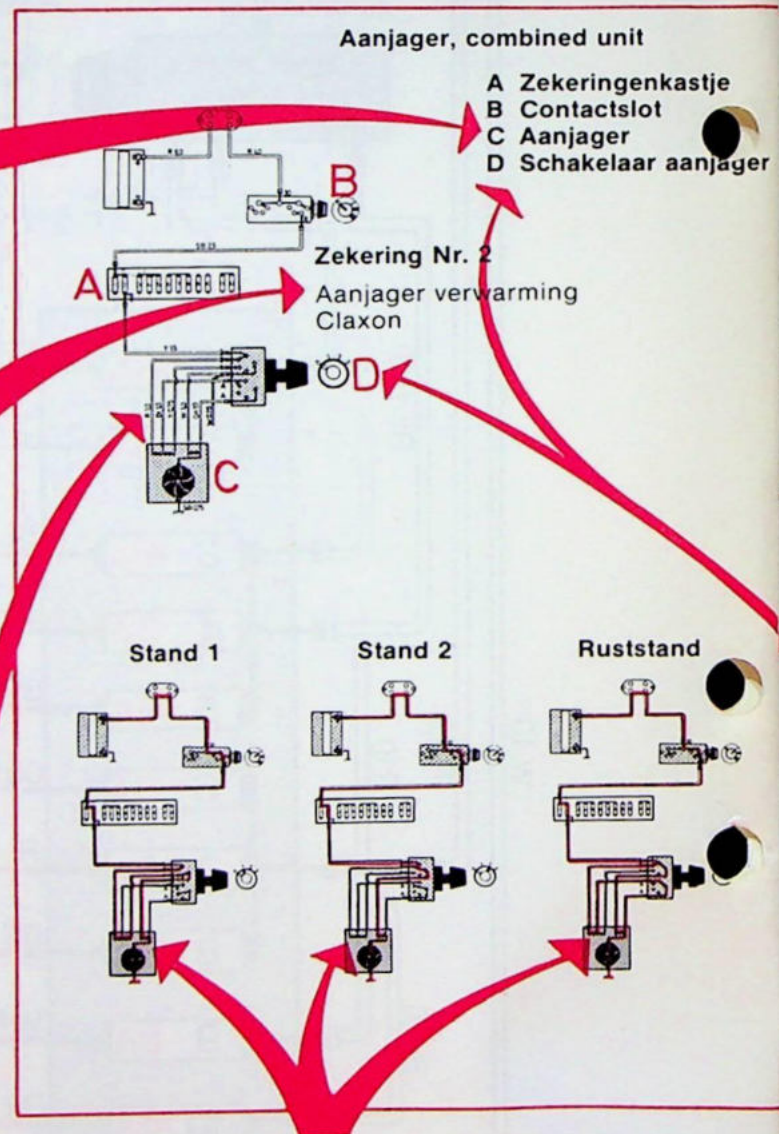 Aanjager, combined unit
A Zekeringenkastje
B Contactslot
C Aanjager
D Schakelaar aanjager
B
Zekering Nr. 2
A
Aanjager verwarming
Claxon
D
C
Stand 1
Stand 2
Ruststand